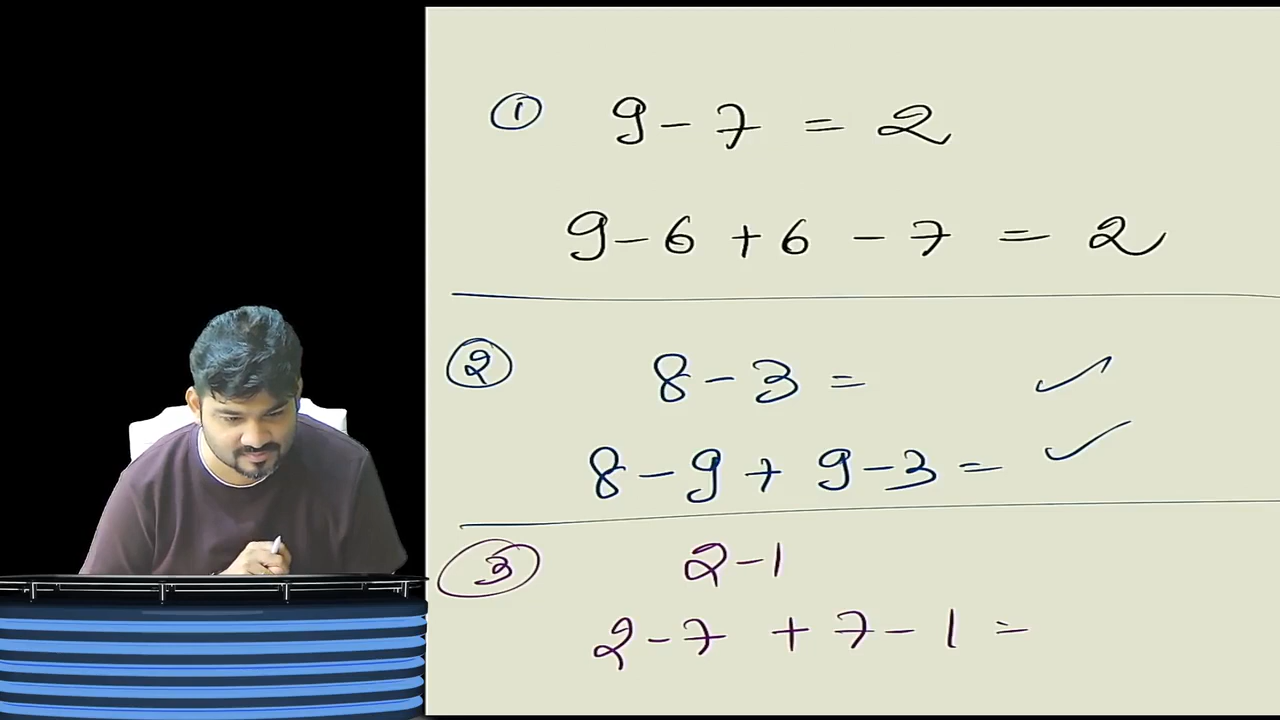 ① 9 - 7 = 2
9 - 6 + 6 - 7 = 2
② 8 - 3 = ✓
8 - 9 + 9 - 3 = ✓
③ 2 - 1
2 - 7 + 7 - 1 =